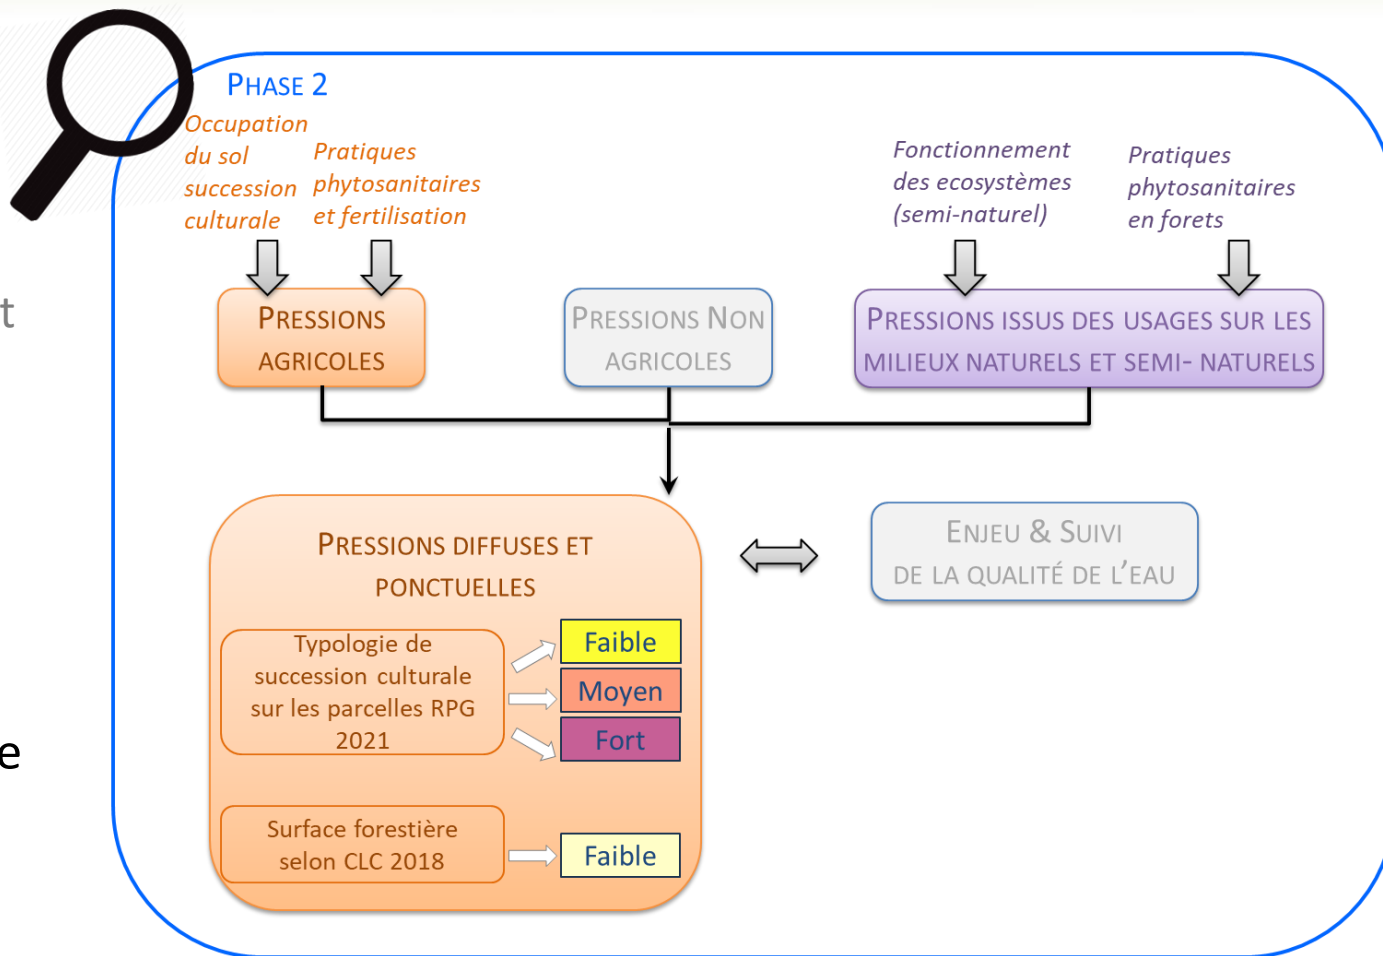 PHASE 2
Occupation
du sol
succession
culturale
Pratiques
phytosanitaires
et fertilisation
Fonctionnement
des ecosystèmes
(semi-naturel)
Pratiques
phytosanitaires
en forets
t
PRESSIONS
AGRICOLES
PRESSIONS NON
AGRICOLES
PRESSIONS ISSUS DES USAGES SUR LES
MILIEUX NATURELS ET SEMI- NATURELS
PRESSIONS DIFFUSES ET
PONCTUELLES
ENJEU & SUIVI
DE LA QUALITÉ DE L'EAU
Typologie de
succession culturale
sur les parcelles RPG
2021
Faible
Moyen
Fort
e
Surface forestière
selon CLC 2018
Faible